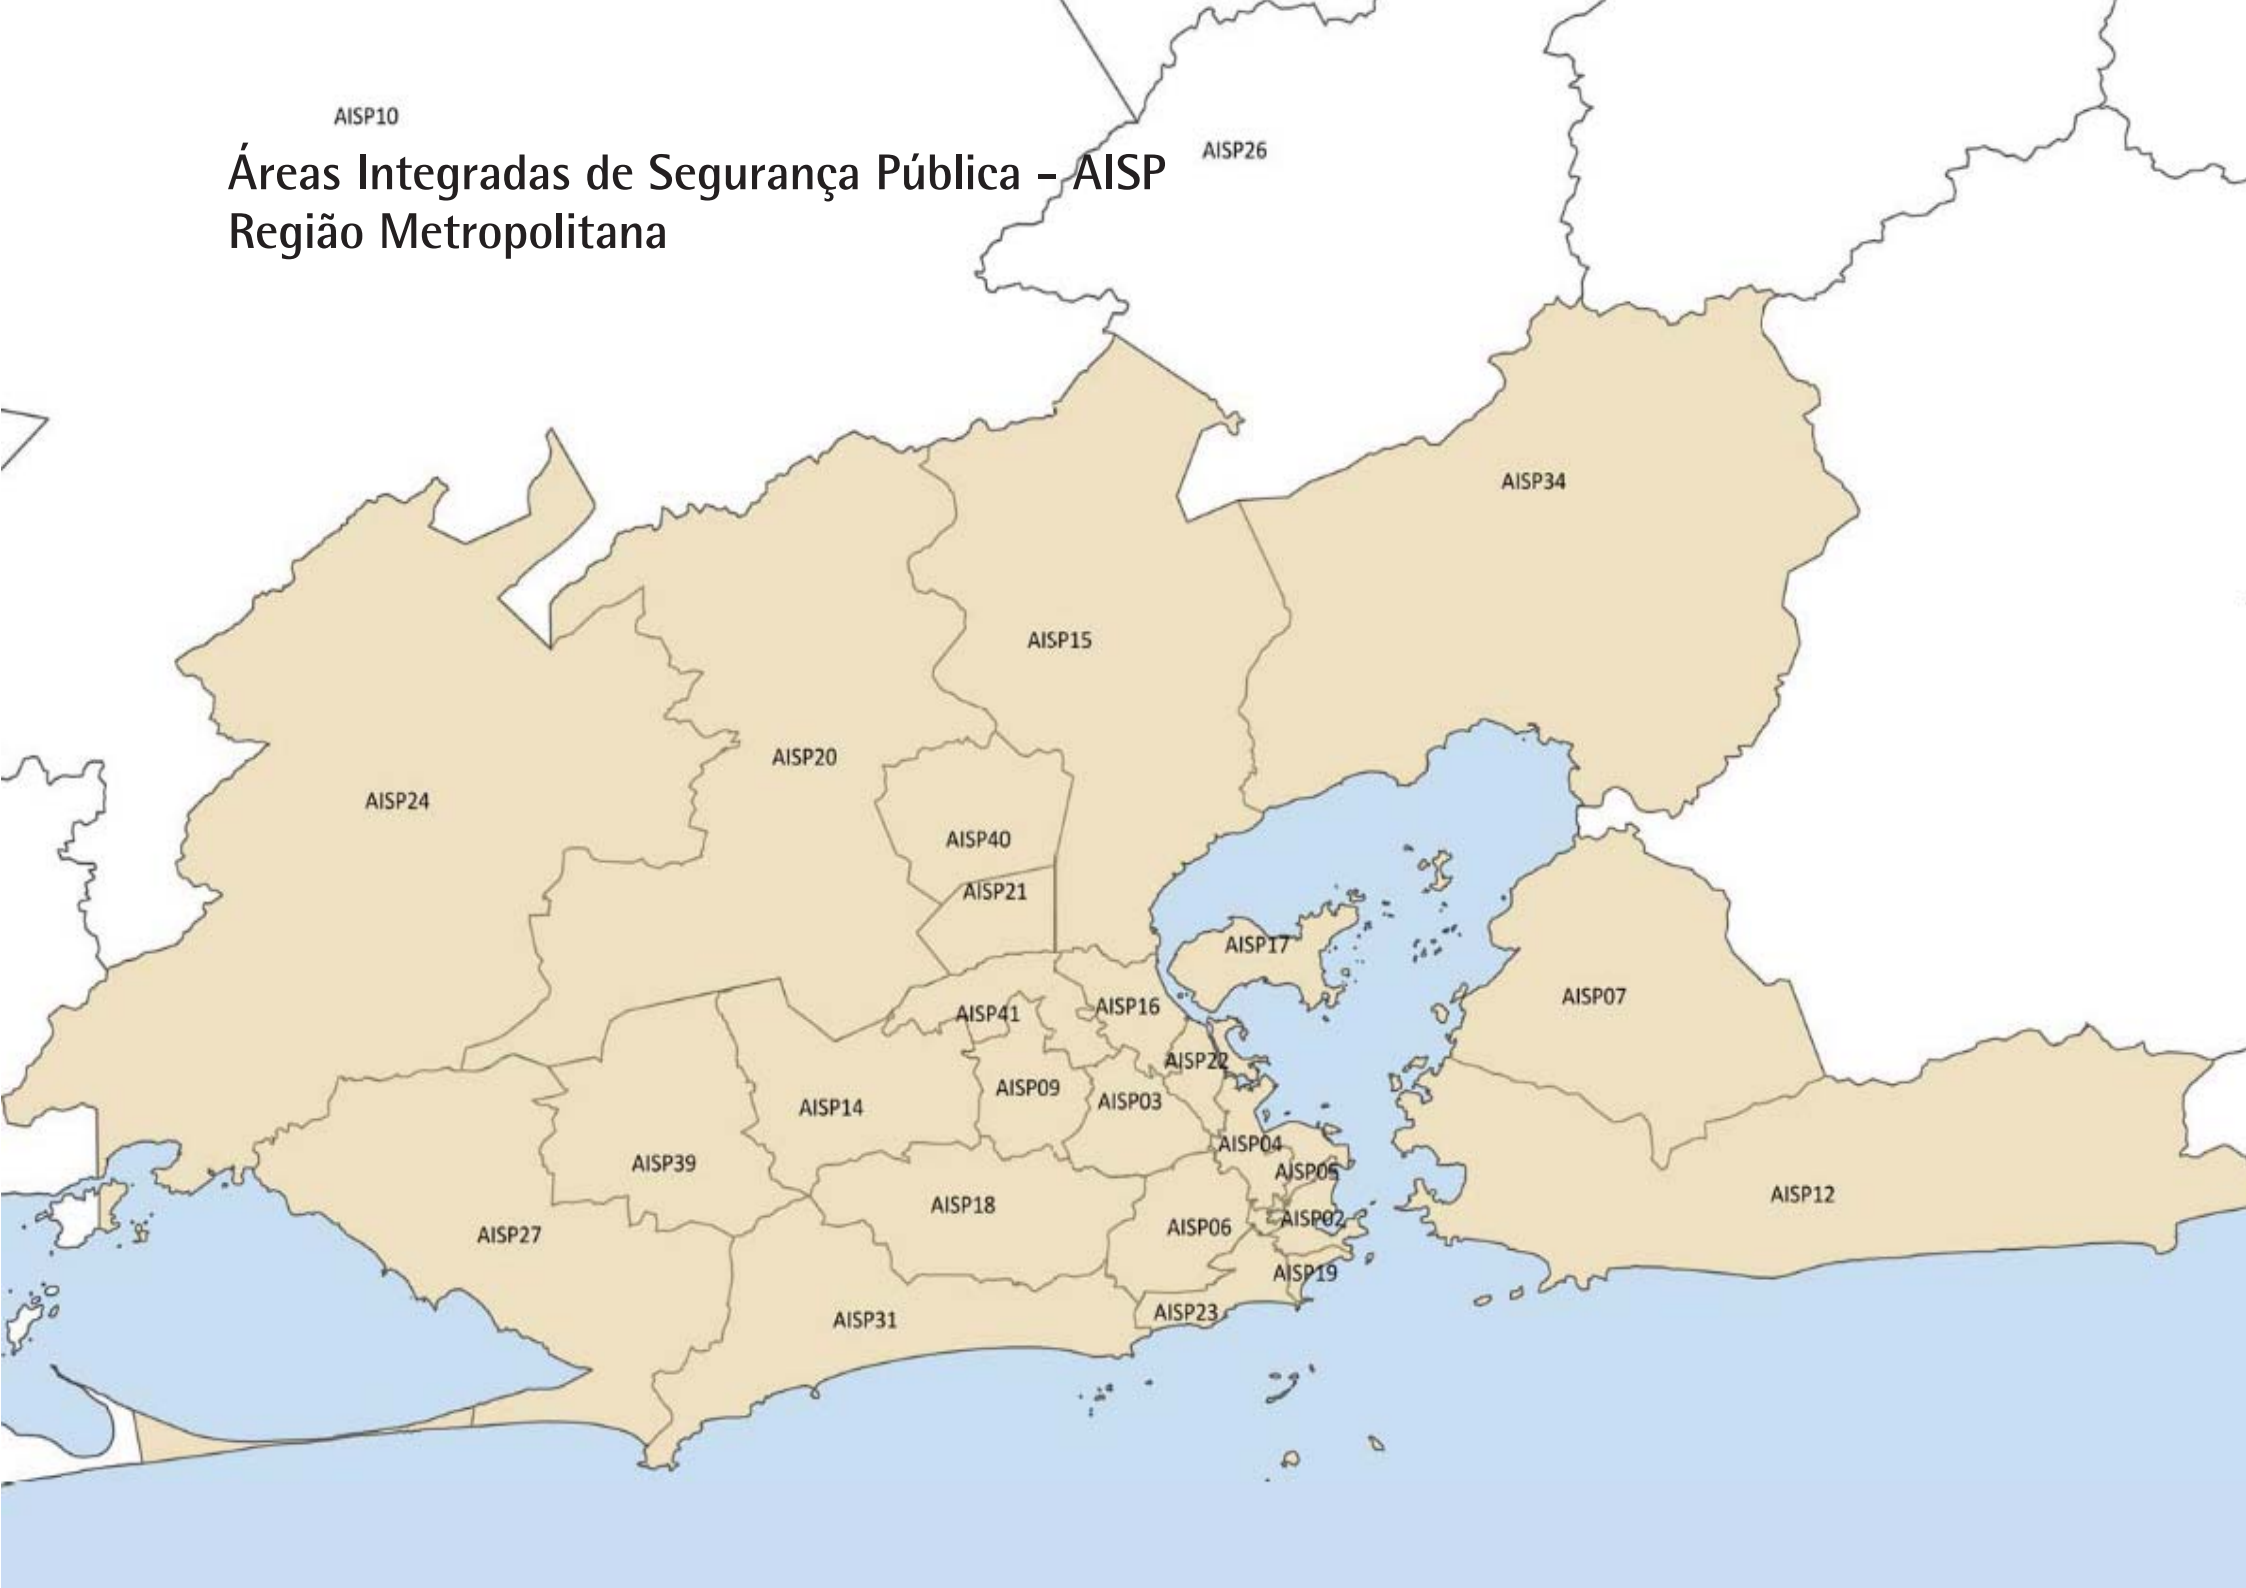 AISP10
AISP26
Áreas Integradas de Segurança Pública - AISP
Região Metropolitana
AISP34
AISP15
AISP20
AISP24
AISP40
AISP21
AISP17
AISP07
AISP41
AISP16
AISP22
AISP09
AISP03
AISP14
AISP04
AISP39
AISP05
AISP12
AISP18
AISP02
AISP06
AISP27
AISP19
AISP23
AISP31